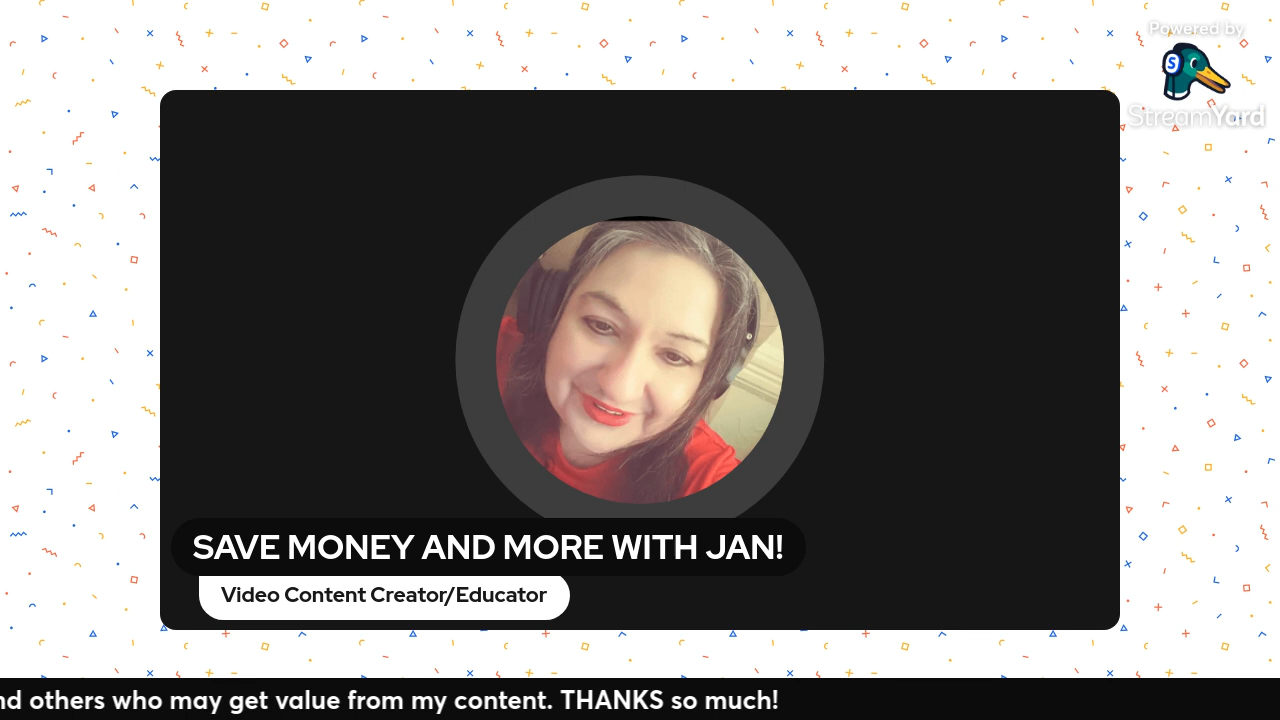 Powered by
S
StreamYard
SAVE MONEY AND MORE WITH JAN!
Video Content Creator/Educator
others who may get value from my content. THANKS so much!